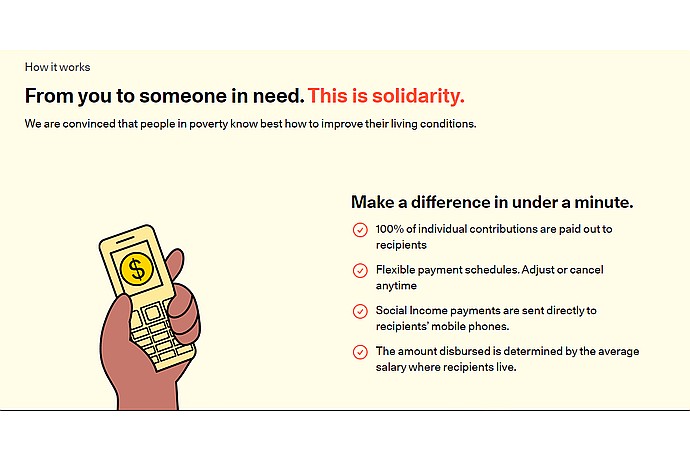 How it works
From you to someone in need. This is solidarity.
We are convinced that people in poverty know best how to improve their living conditions.
$
Make a difference in under a minute.
100% of individual contributions are paid out to
recipients
Flexible payment schedules. Adjust or cancel
anytime
Social Income payments are sent directly to
recipients' mobile phones.
The amount disbursed is determined by the average
salary where recipients live.